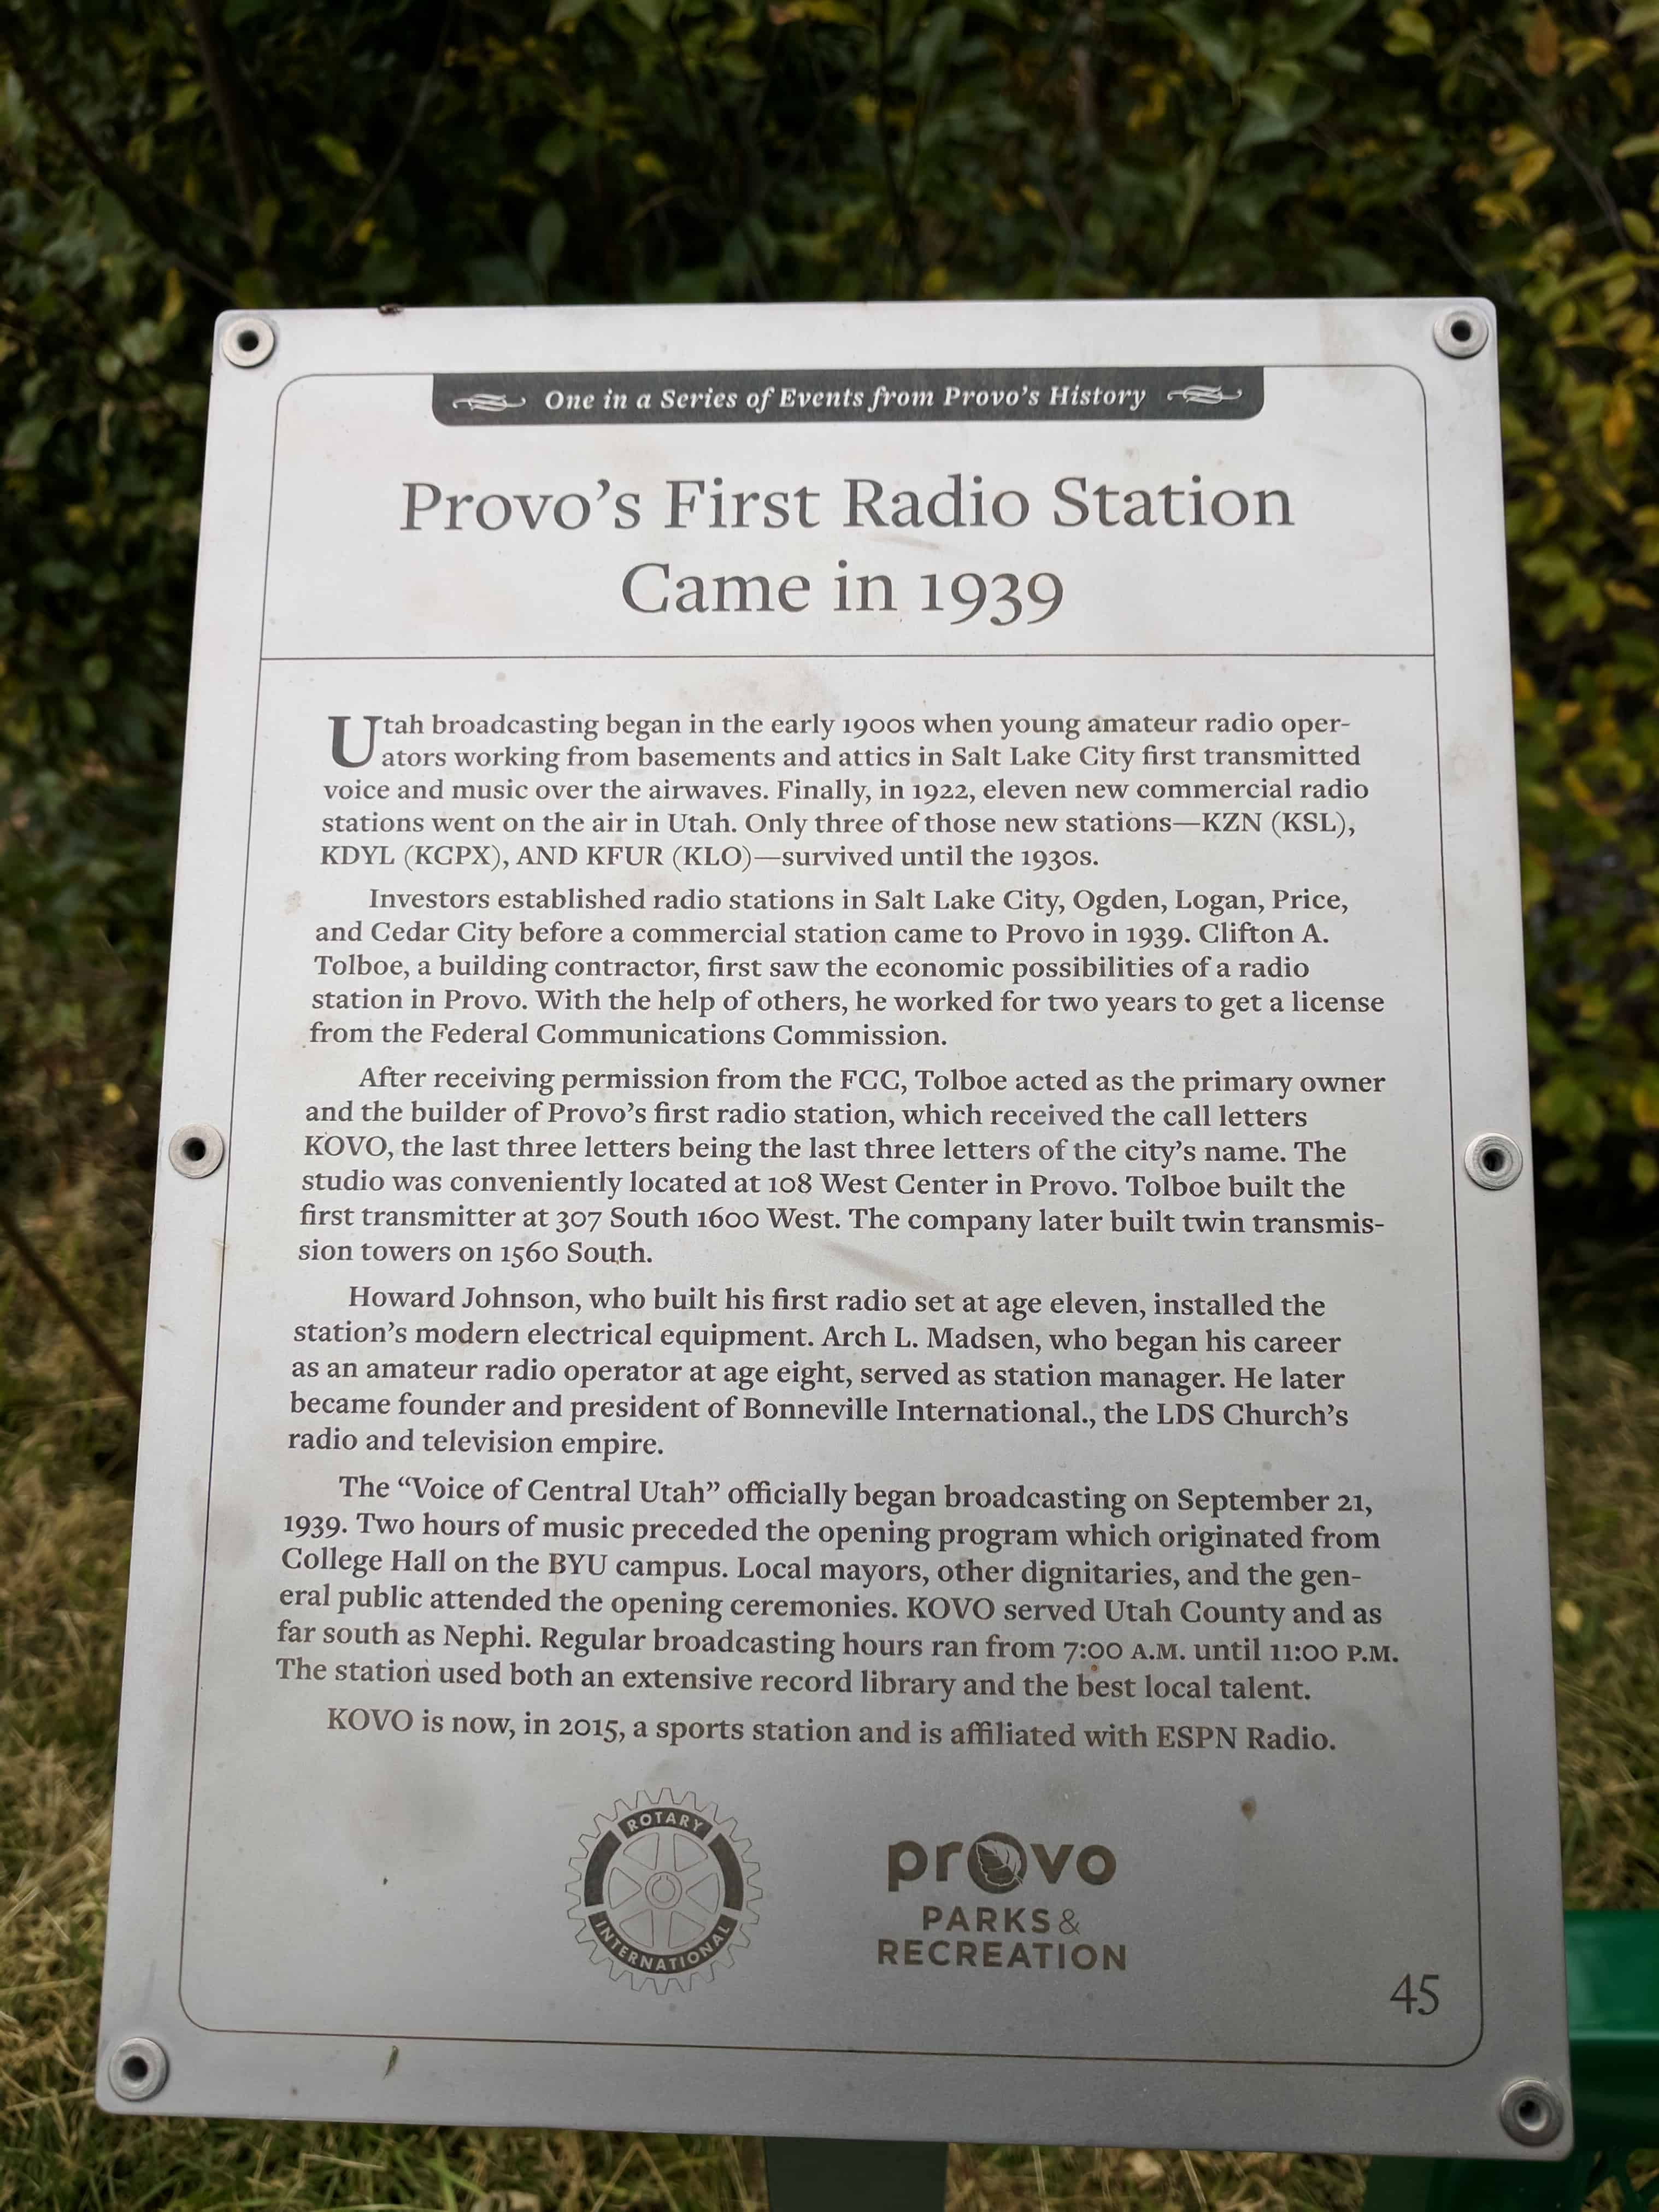 One in a Series of Events from Provo's History
Provo's First Radio Station
Came in 1939
Utah broadcasting began in the early 1900s when young amateur radio oper-
ators working from basements and attics in Salt Lake City first transmitted
voice and music over the airwaves. Finally, in 1922, eleven new commercial radio
stations went on the air in Utah. Only three of those new stations—KZN (KSL),
KDYL (KCPX), AND KFUR (KLO)—survived until the 1930s.
Investors established radio stations in Salt Lake City, Ogden, Logan, Price,
and Cedar City before a commercial station came to Provo in 1939. Clifton A.
Tolboe, a building contractor, first saw the economic possibilities of a radio
station in Provo. With the help of others, he worked for two years to get a license
from the Federal Communications Commission.
After receiving permission from the FCC, Tolboe acted as the primary owner
and the builder of Provo's first radio station, which received the call letters
KOVO, the last three letters being the last three letters of the city's name. The
studio was conveniently located at 108 West Center in Provo. Tolboe built the
first transmitter at 307 South 1600 West. The company later built twin transmis-
sion towers on 1560 South.
Howard Johnson, who built his first radio set at age eleven, installed the
station's modern electrical equipment. Arch L. Madsen, who began his career
as an amateur radio operator at age eight, served as station manager. He later
became founder and president of Bonneville International., the LDS Church's
radio and television empire.
The “Voice of Central Utah” officially began broadcasting on September 21,
1939. Two hours of music preceded the opening program which originated from
College Hall on the BYU campus. Local mayors, other dignitaries, and the gen-
eral public attended the opening ceremonies. KOVO served Utah County and as
far south as Nephi. Regular broadcasting hours ran from 7:00 A.M. until 11:00 P.M.
The station used both an extensive record library and the best local talent.
KOVO is now, in 2015, a sports station and is affiliated with ESPN Radio.
ROTARY
INTERNATIONAL
provo
PARKS &
RECREATION
45